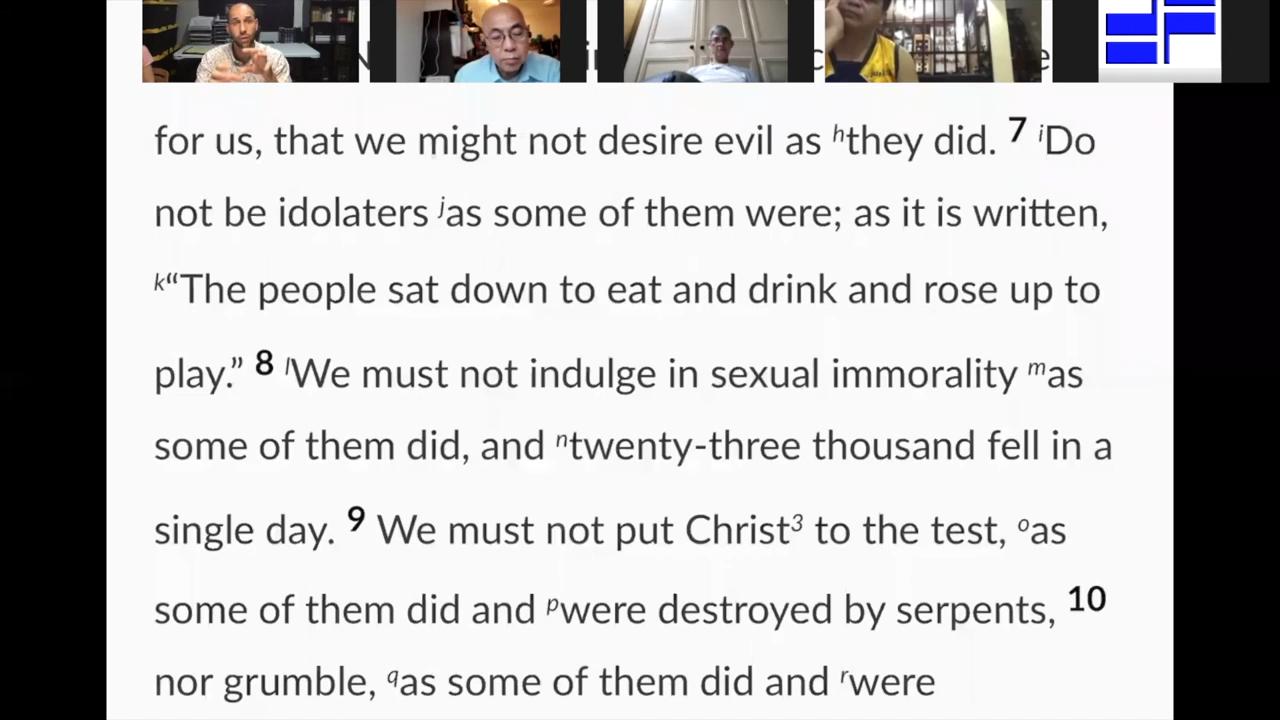 for us, that we might not desire evil as hthey did. 7 iDo
not be idolaters jas some of them were; as it is written,
k“The people sat down to eat and drink and rose up to
play.” 8 lWe must not indulge in sexual immorality mas
some of them did, and ntwenty-three thousand fell in a
single day. 9 We must not put Christ3 to the test, oas
some of them did and pwere destroyed by serpents, 10
nor grumble, qas some of them did and rwere